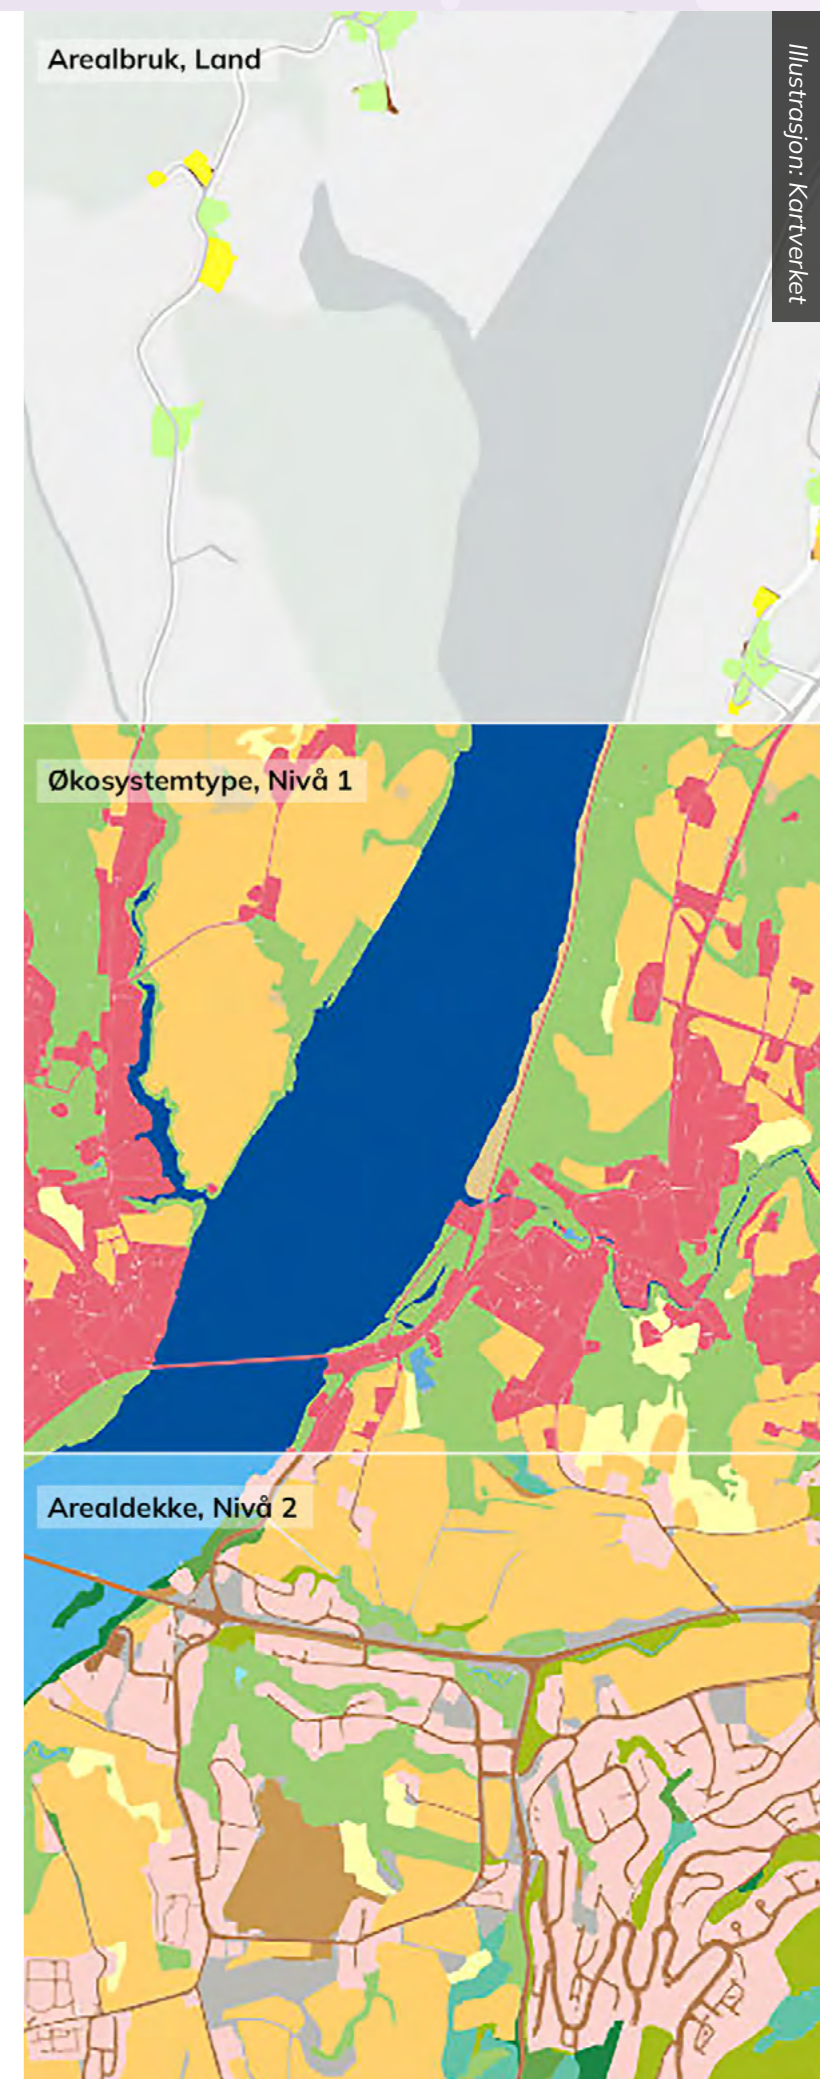 Arealbruk, Land
Illustrasjon: Kartverket
Økosystemtype, Nivå 1
Arealdekke, Nivå 2